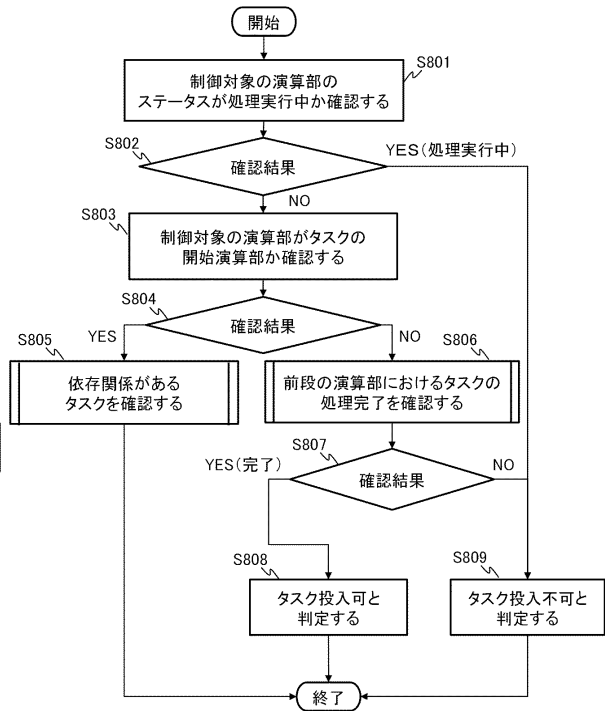 開始
S801
制御対象の演算部の
ステータスが処理実行中か確認する
S802
確認結果
YES(処理実行中)
NO
S803
制御対象の演算部がタスクの
開始演算部か確認する
S804
確認結果
YES
NO
S805
依存関係がある
タスクを確認する
S806
前段の演算部におけるタスクの
処理完了を確認する
S807
確認結果
YES(完了)
NO
S808
タスク投入可と
判定する
S809
タスク投入不可と
判定する
終了